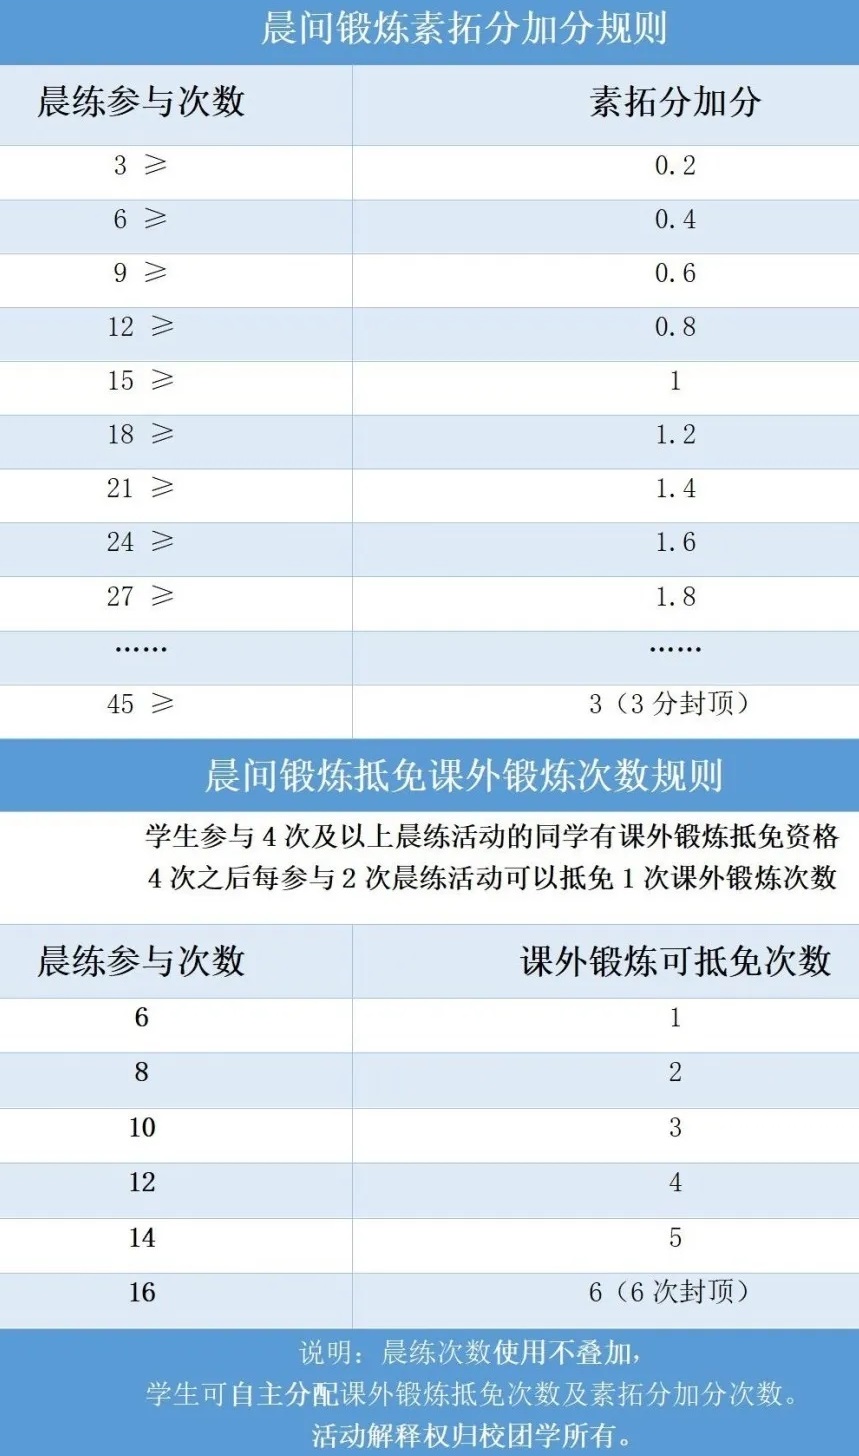 晨间锻炼素拓分加分规则
晨练参与次数 素拓分加分
3 ≥ 0.2
6 ≥ 0.4
9 ≥ 0.6
12 ≥ 0.8
15 ≥ 1
18 ≥ 1.2
21 ≥ 1.4
24 ≥ 1.6
27 ≥ 1.8
…… ……
45 ≥ 3（3分封顶）
晨间锻炼抵免课外锻炼次数规则
学生参与4次及以上晨练活动的同学有课外锻炼抵免资格
4次之后每参与2次晨练活动可以抵免1次课外锻炼次数
晨练参与次数 课外锻炼可抵免次数
6 1
8 2
10 3
12 4
14 5
16 6（6次封顶）
说明：晨练次数使用不叠加，
学生可自主分配课外锻炼抵免次数及素拓分加分次数。
活动解释权归校团学所有。